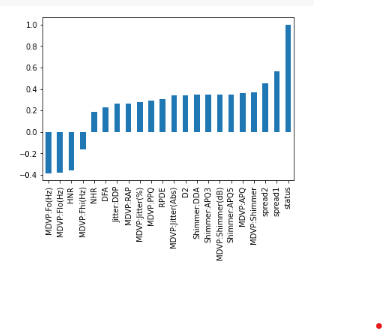 1.0
0.8
0.6
0.4
0.2
0.0
−0.2
−0.4
MDVP:Fo(Hz)
MDVP:Flo(Hz)
HNR
MDVP:Fhi(Hz)
NHR
DFA
Jitter:DDP
MDVP:RAP
MDVP:Jitter(%)
MDVP:PPQ
RPDE
MDVP:Jitter(Abs)
D2
Shimmer:DDA
Shimmer:APQ3
MDVP:Shimmer(dB)
Shimmer:APQ5
MDVP:APQ
MDVP:Shimmer
spread2
spread1
status